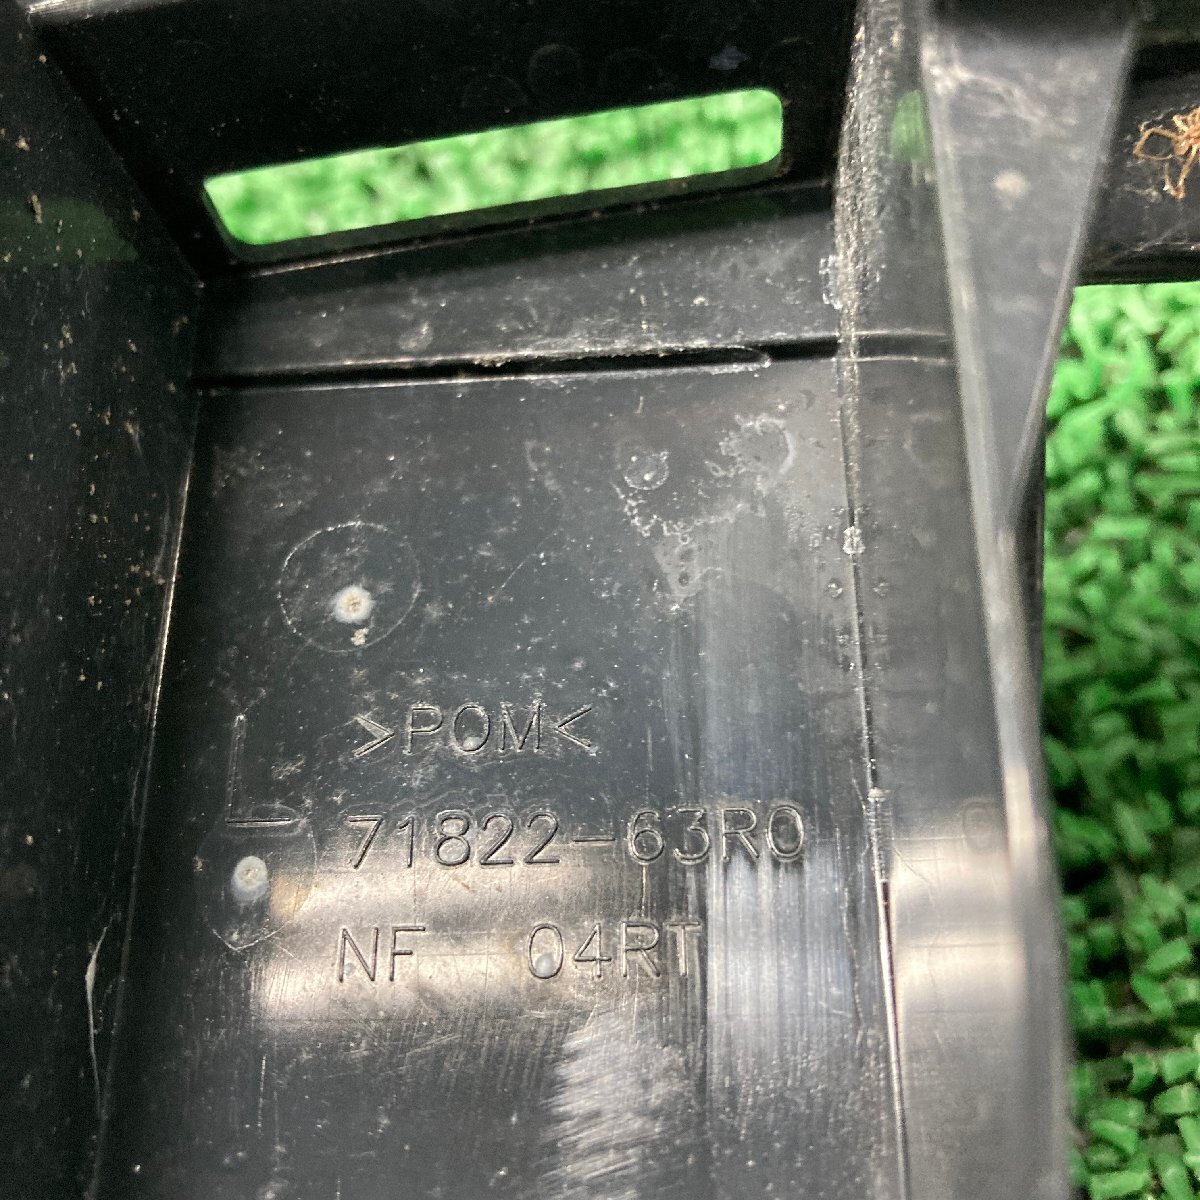 L
>POM<
71822-63R0
NF 04RT